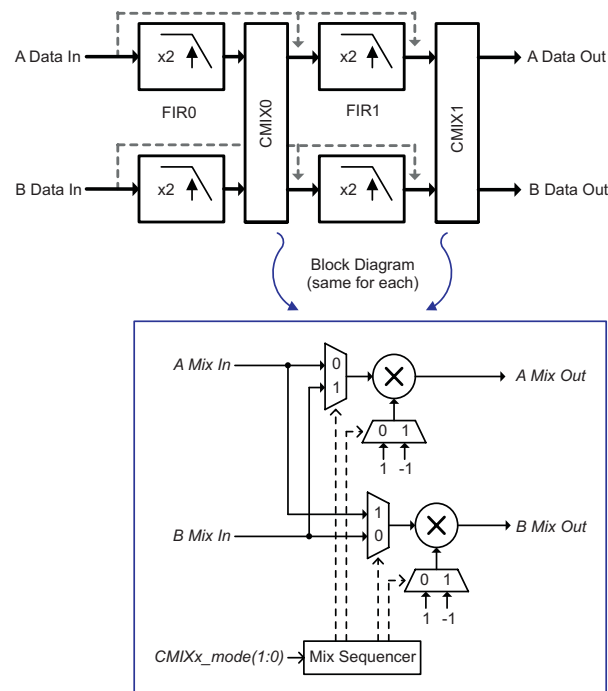 A Data In
x2
FIR0
CMIX0
x2
FIR1
CMIX1
A Data Out
B Data In
x2
x2
B Data Out
Block Diagram
(same for each)
A Mix In
0
1
A Mix Out
0 1
1 -1
B Mix In
1
0
B Mix Out
0 1
1 -1
CMIXx_mode(1:0)
Mix Sequencer